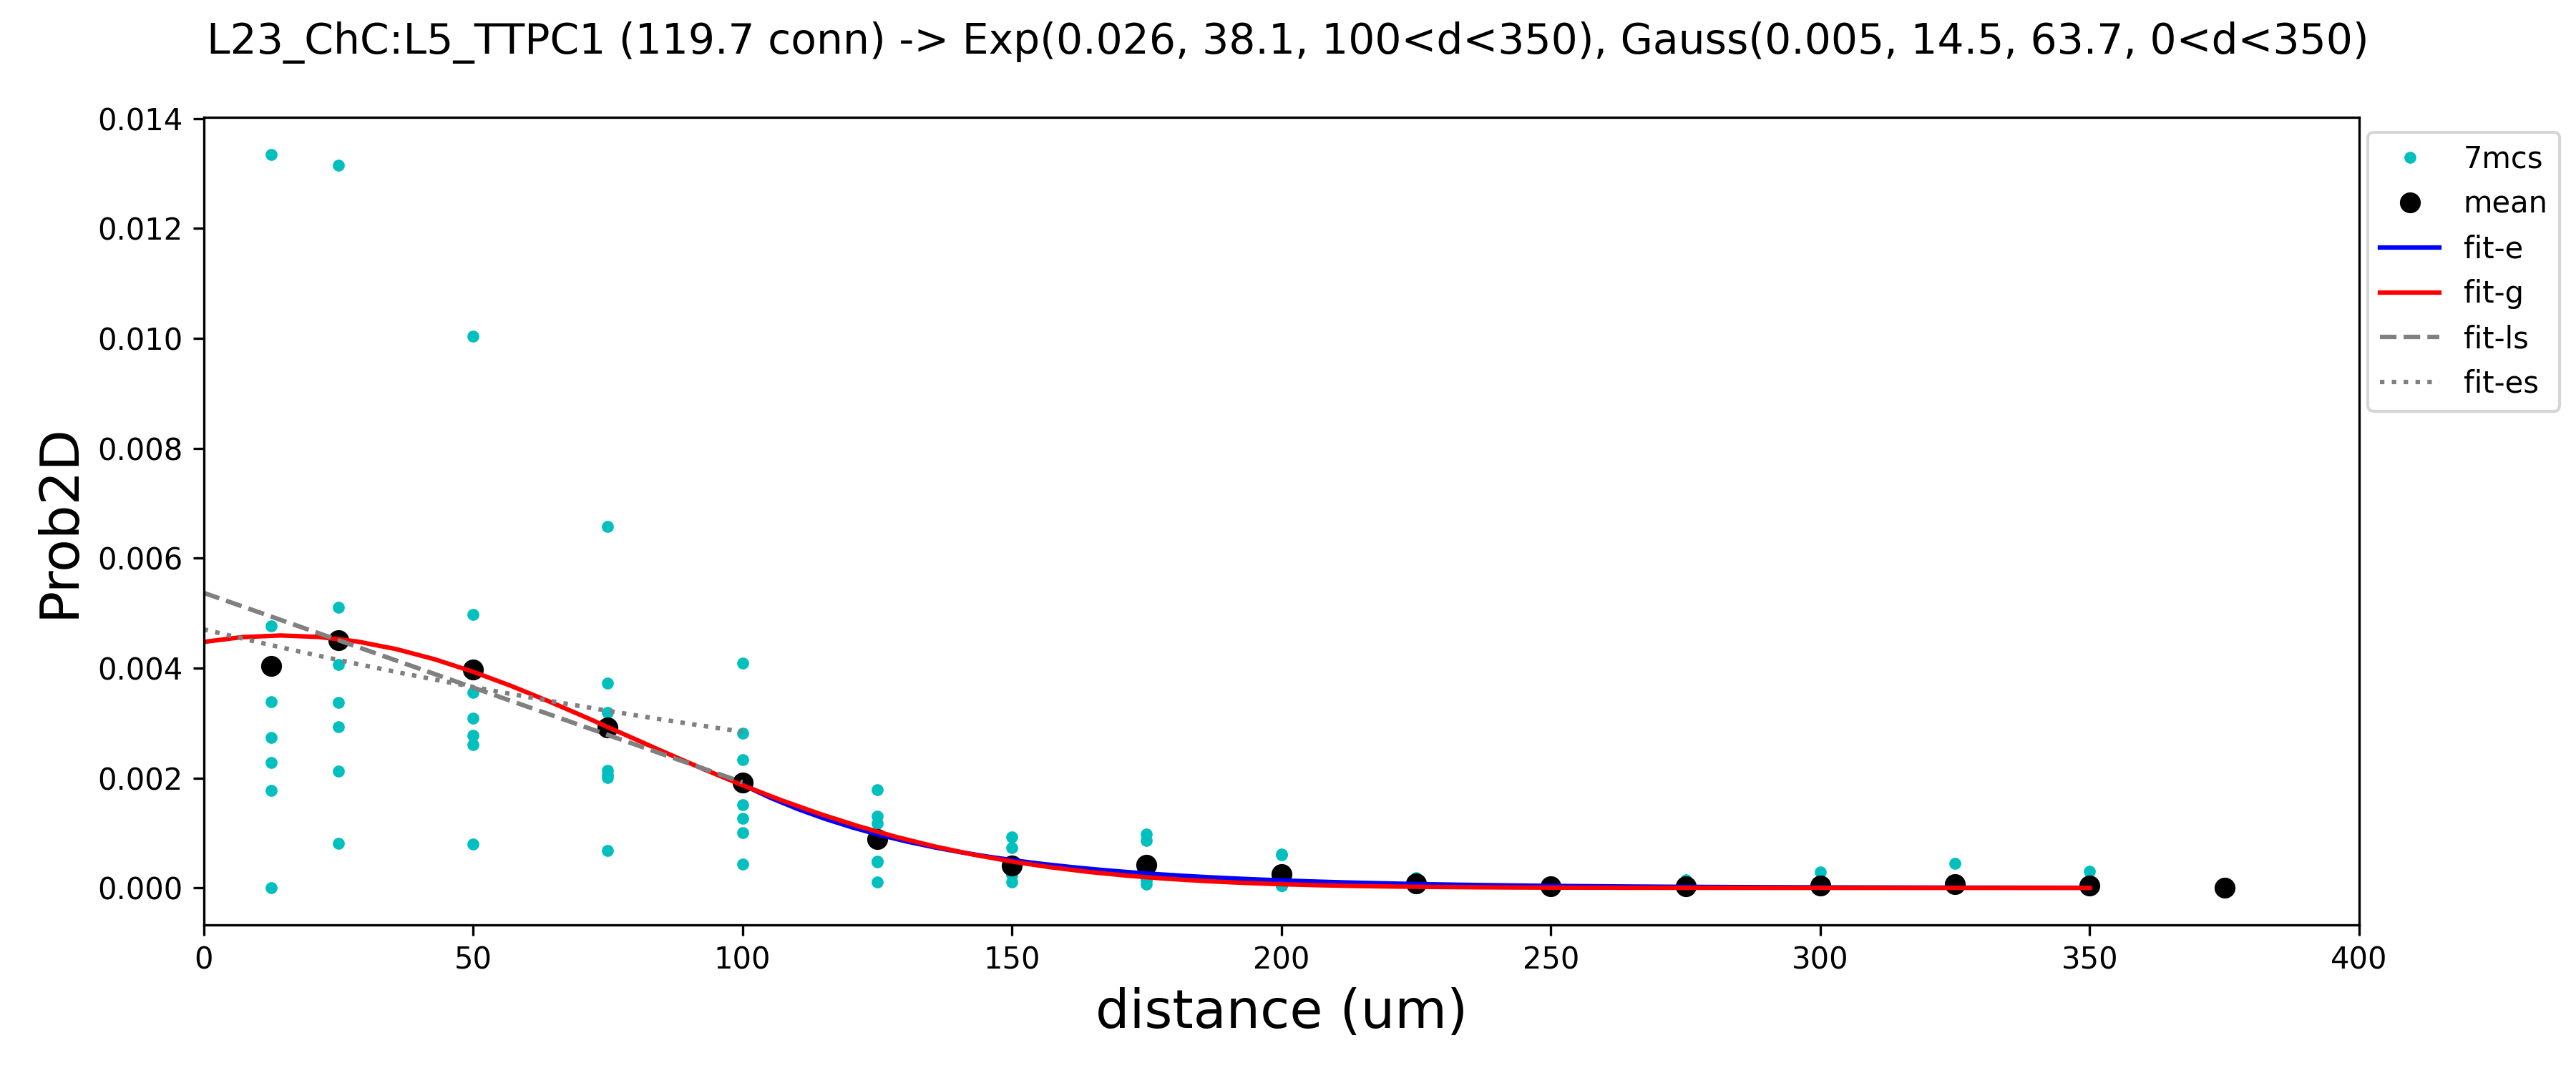 L23_ChC:L5_TTPC1 (119.7 conn) -> Exp(0.026, 38.1, 100<d<350), Gauss(0.005, 14.5, 63.7, 0<d<350)
0.014
0.012
0.010
0.008
0.006
0.004
0.002
0.000
Prob2D
0 50 100 150 200 250 300 350 400
distance (um)
7mcs
mean
fit-e
fit-g
fit-ls
fit-es